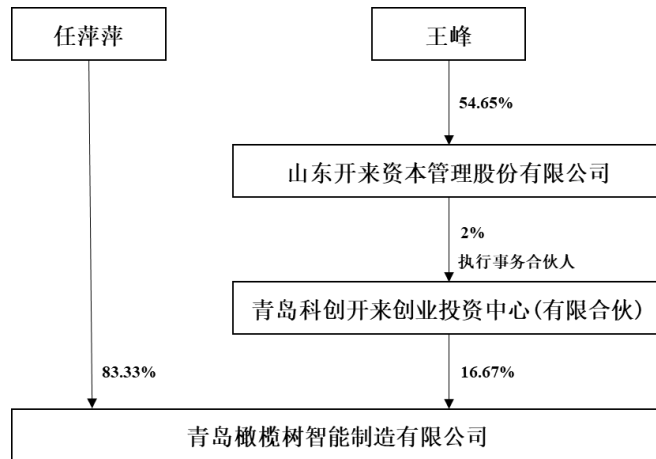 任萍萍
王峰
54.65%
山东开来资本管理股份有限公司
2%
执行事务合伙人
青岛科创开来创业投资中心(有限合伙)
83.33%
16.67%
青岛橄榄树智能制造有限公司